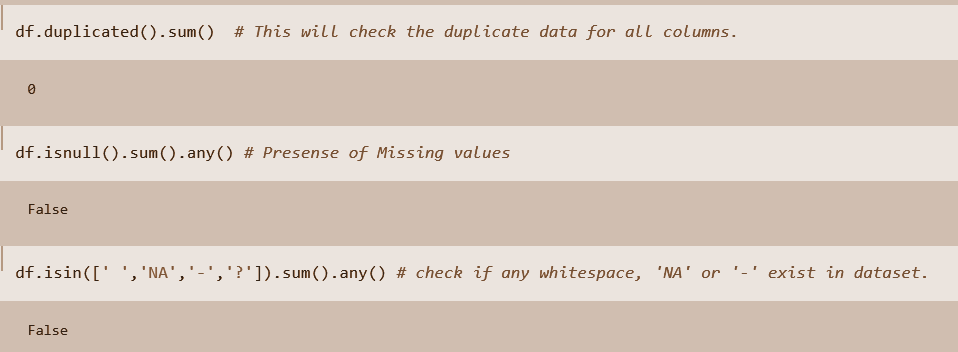 df.duplicated().sum()  # This will check the duplicate data for all columns.
0
df.isnull().sum().any() # Presense of Missing values
False
df.isin([' ','NA','-','?']).sum().any() # check if any whitespace, 'NA' or '-' exist in dataset.
False